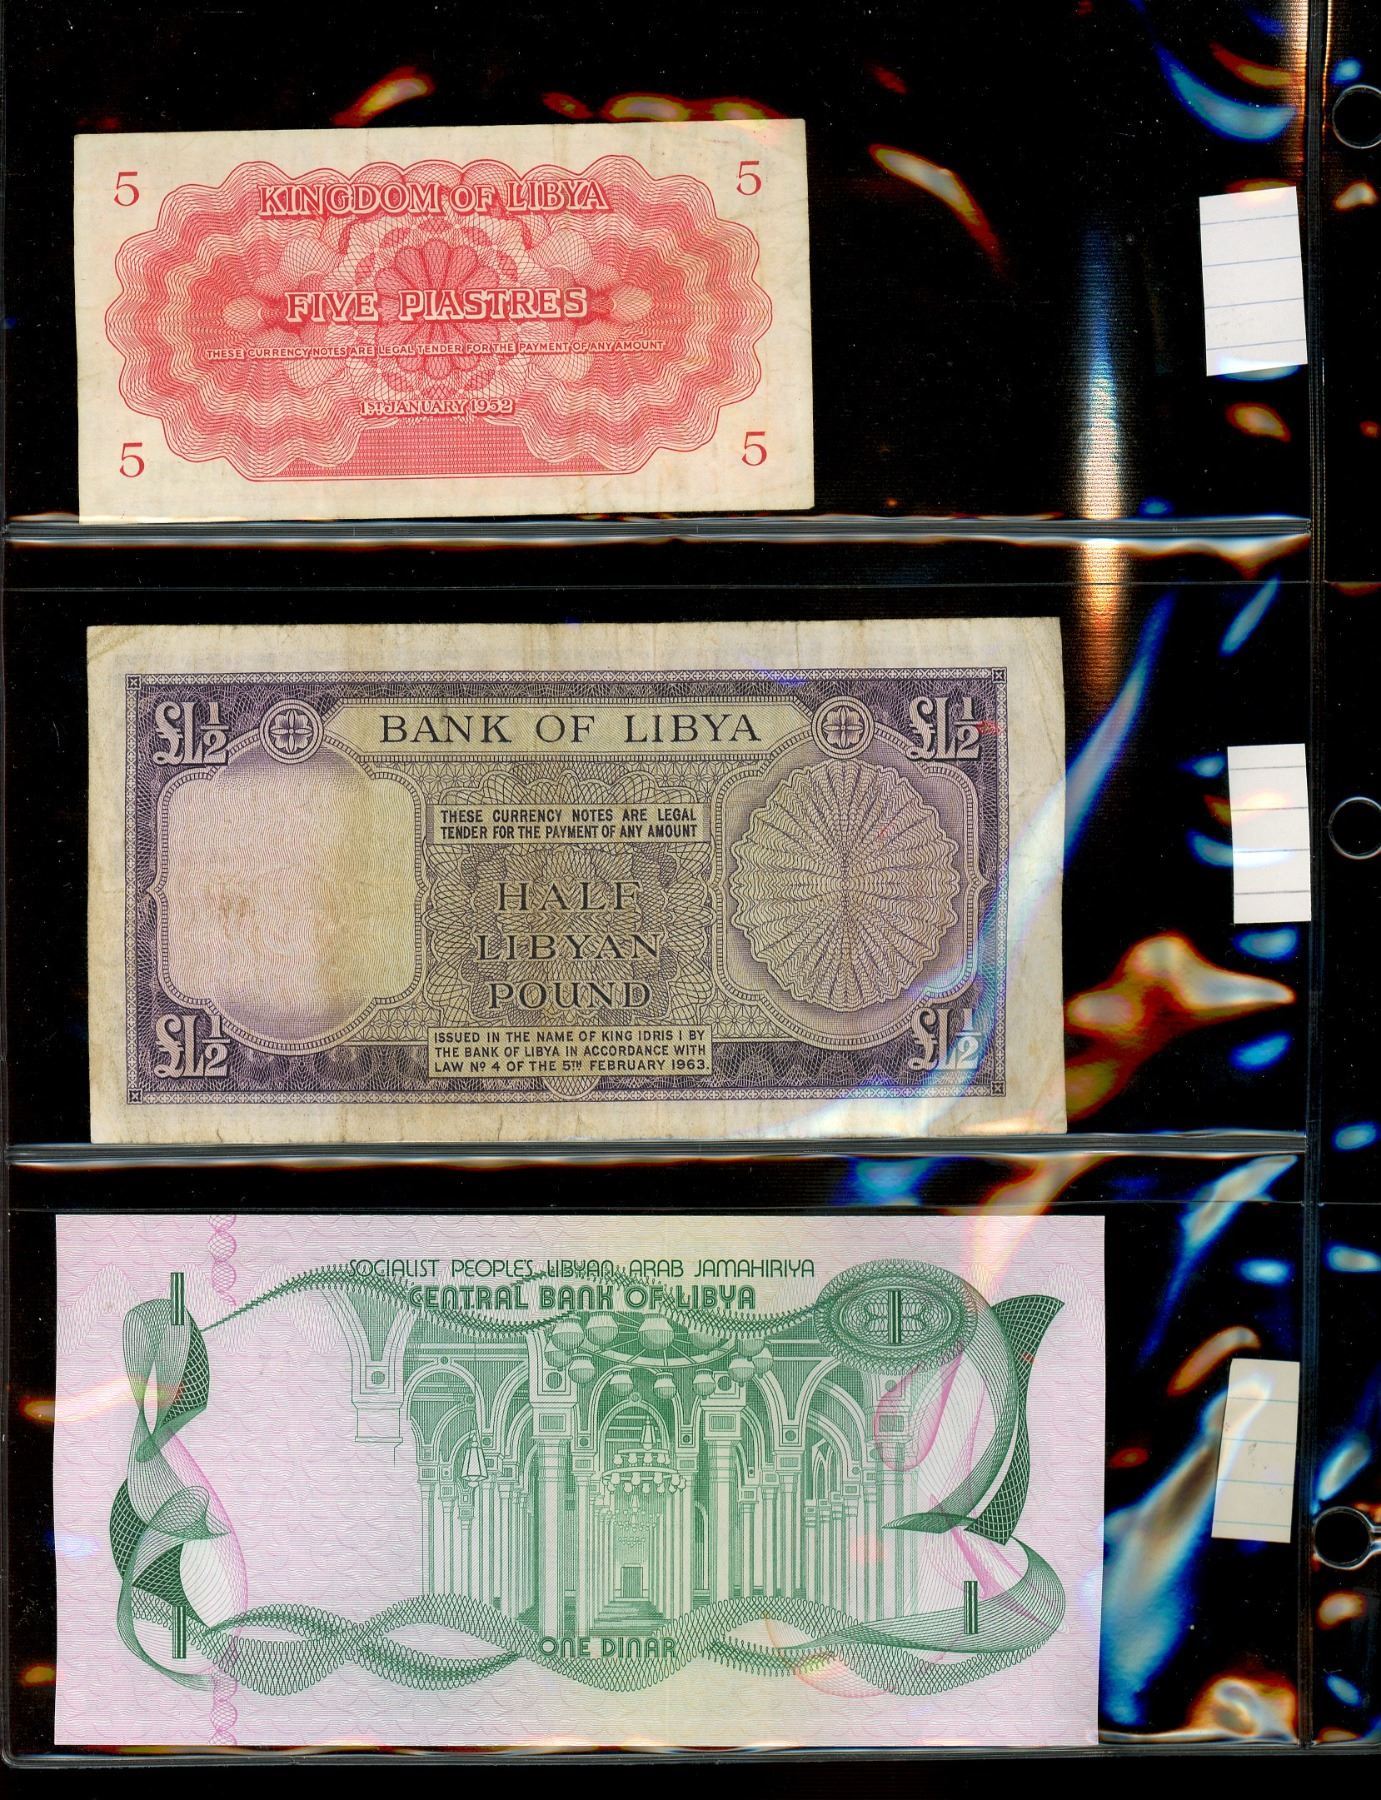 5 5
KINGDOM OF LIBYA
FIVE PIASTRES
THESE CURRENCY NOTES ARE LEGAL TENDER FOR THE PAYMENT OF ANY AMOUNT
1ST JANUARY 1952
5 5
£L½ BANK OF LIBYA £L½
THESE CURRENCY NOTES ARE LEGAL
TENDER FOR THE PAYMENT OF ANY AMOUNT
HALF
LIBYAN
POUND
£L½ £L½
ISSUED IN THE NAME OF KING IDRIS I BY
THE BANK OF LIBYA IN ACCORDANCE WITH
LAW Nº 4 OF THE 5TH FEBRUARY 1963.
SOCIALIST PEOPLES LIBYAN ARAB JAMAHIRIYA
1 CENTRAL BANK OF LIBYA 1
1 1
ONE DINAR